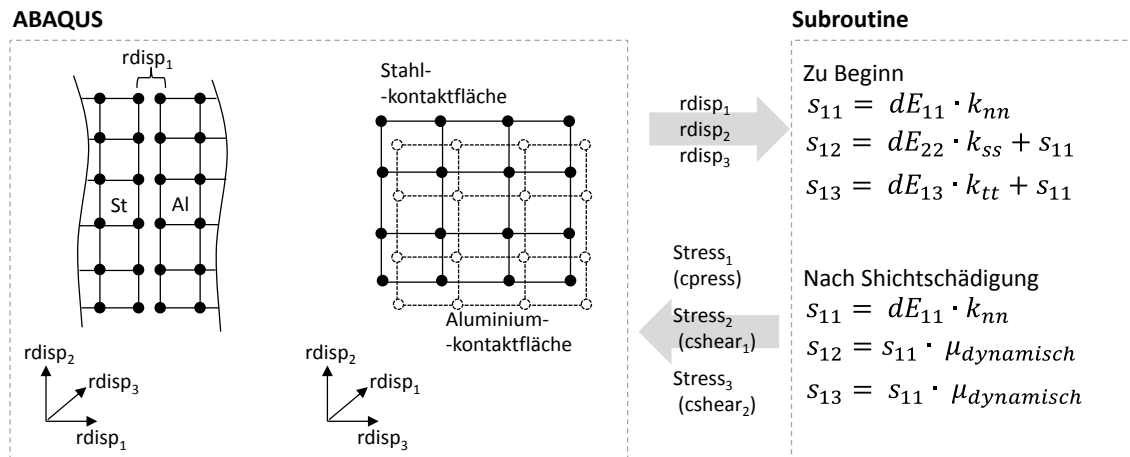 ABAQUS
rdisp₁
St
Al
rdisp₂
rdisp₃
rdisp₁
Stahl-
-kontaktfläche
Aluminium-
-kontaktfläche
rdisp₂
rdisp₁
rdisp₃
rdisp₁
rdisp₂
rdisp₃
Stress₁
(cpress)
Stress₂
(cshear₁)
Stress₃
(cshear₂)
Subroutine
Zu Beginn
s₁₁ = dE₁₁ · kₙₙ
s₁₂ = dE₂₂ · kₛₛ + s₁₁
s₁₃ = dE₁₃ · kₜₜ + s₁₁
Nach Shichtschädigung
s₁₁ = dE₁₁ · kₙₙ
s₁₂ = s₁₁ · μ_dynamisch
s₁₃ = s₁₁ · μ_dynamisch